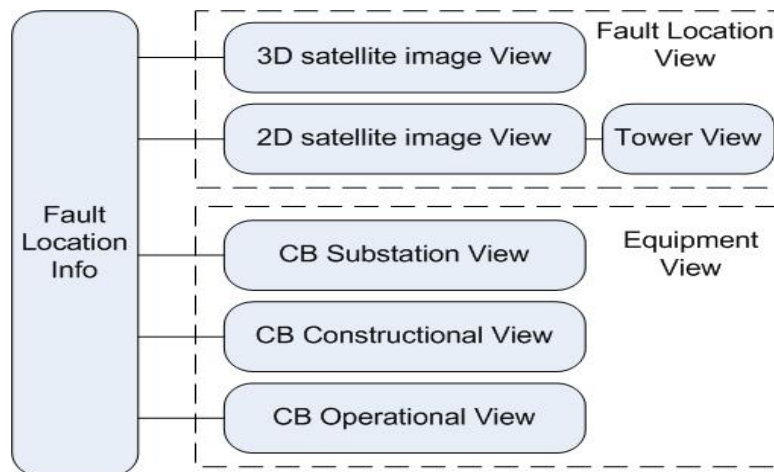 Fault
Location
Info
3D satellite image View
Fault Location
View
2D satellite image View
Tower View
CB Substation View
Equipment
View
CB Constructional View
CB Operational View